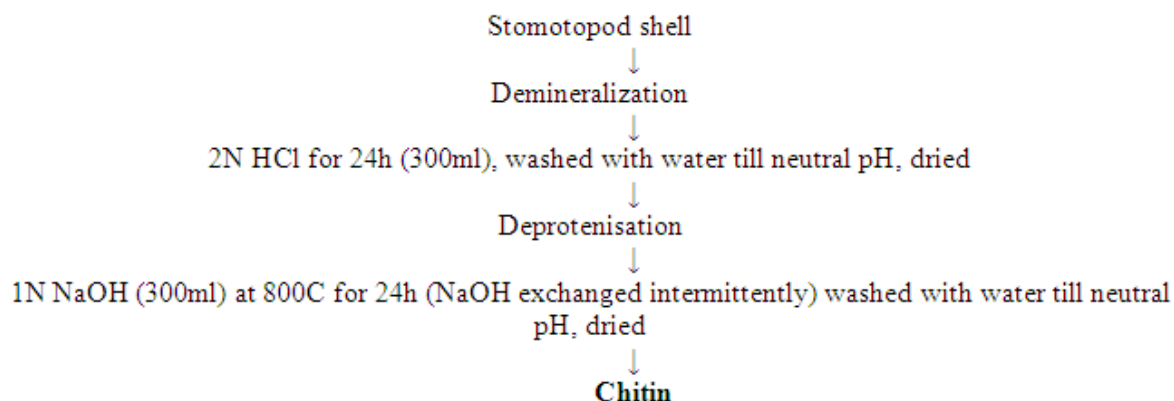 Stomotopod shell
↓
Demineralization
↓
2N HCl for 24h (300ml), washed with water till neutral pH, dried
↓
Deprotenisation
↓
1N NaOH (300ml) at 800C for 24h (NaOH exchanged intermittently) washed with water till neutral
pH, dried
↓
Chitin